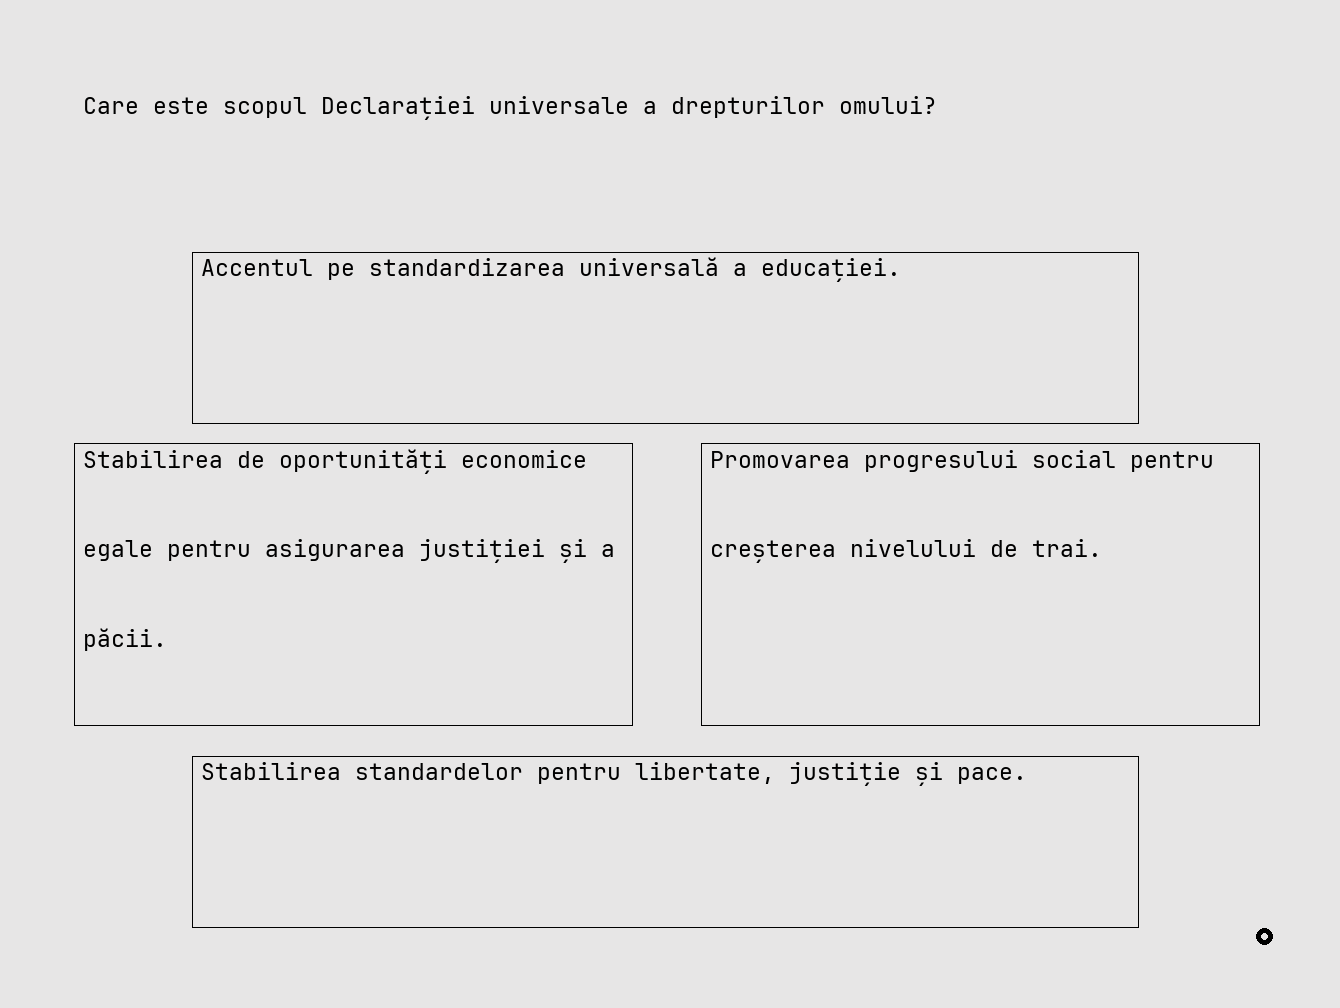 Care este scopul Declarației universale a drepturilor omului?
Accentul pe standardizarea universală a educației.
Stabilirea de oportunități economice
egale pentru asigurarea justiției și a
păcii.
Promovarea progresului social pentru
creșterea nivelului de trai.
Stabilirea standardelor pentru libertate, justiție și pace.